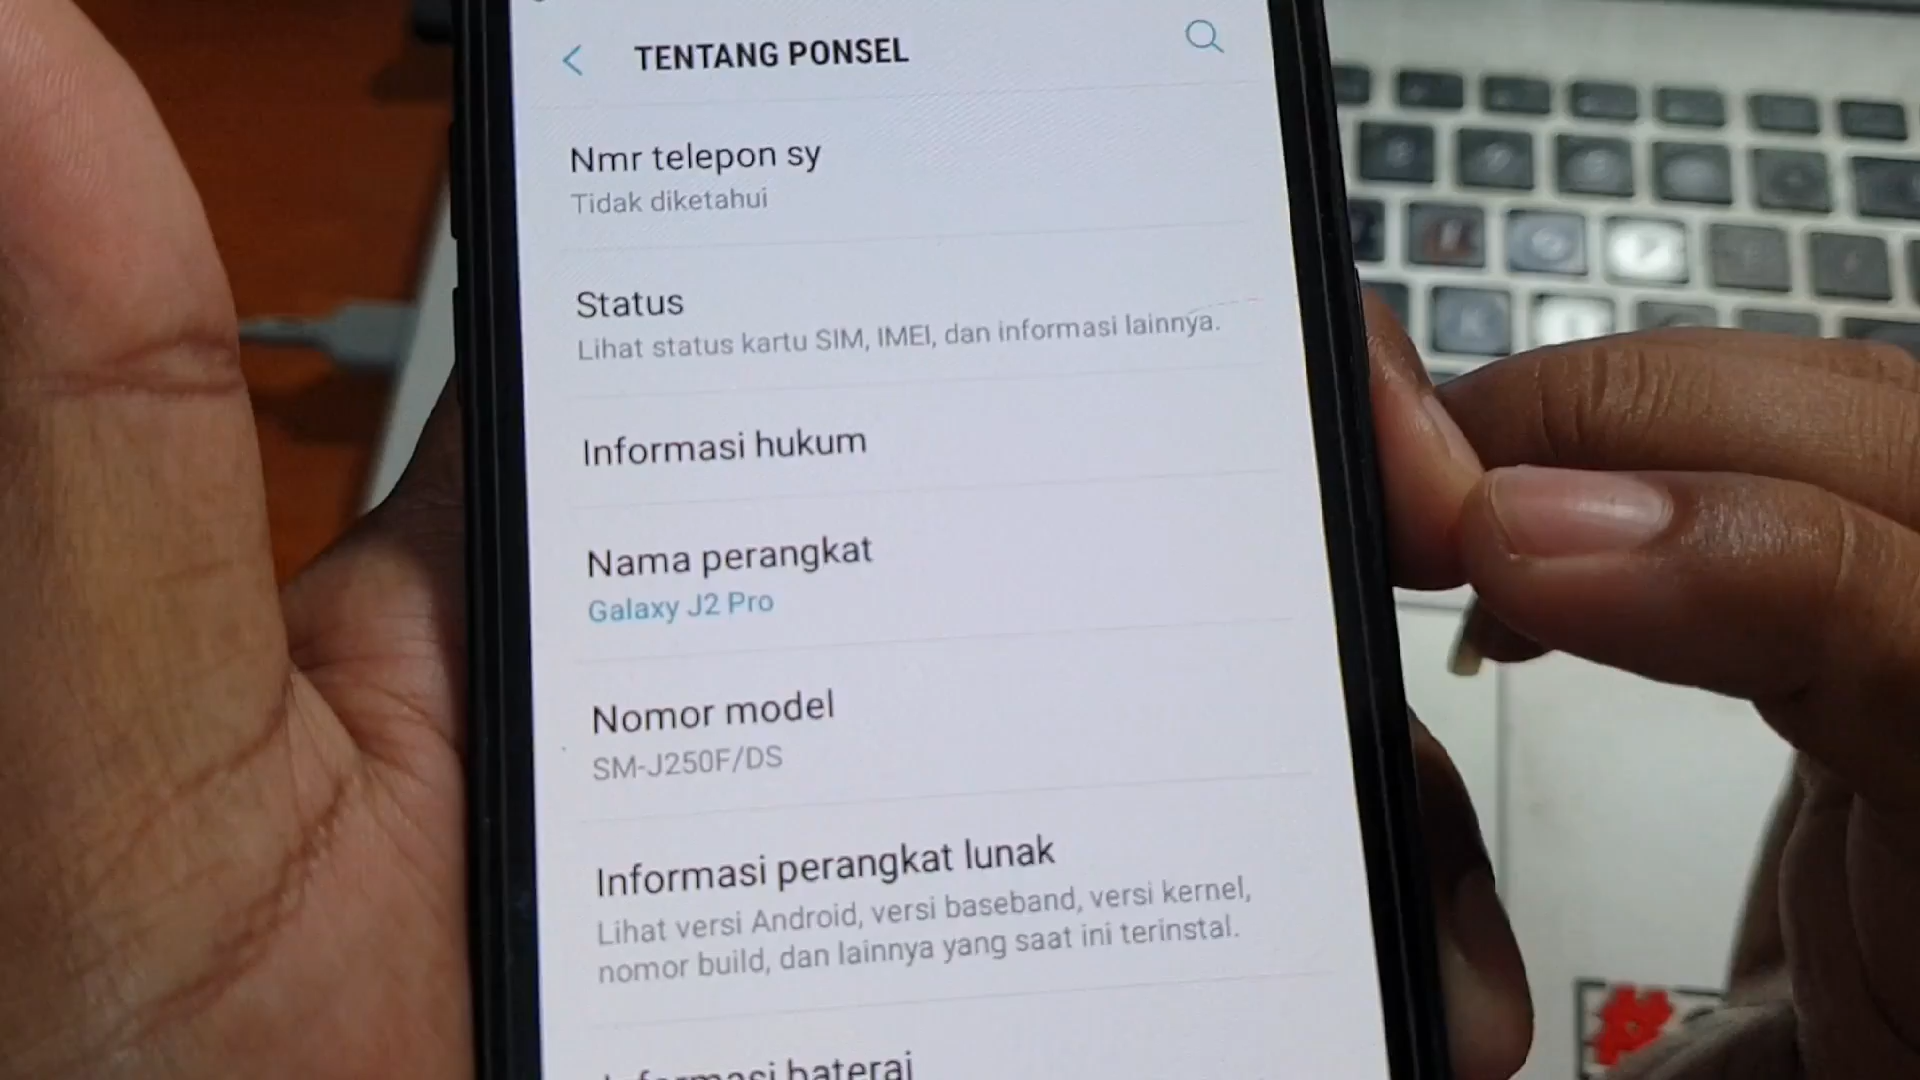 TENTANG PONSEL
Nmr telepon sy
Tidak diketahui
Status
Lihat status kartu SIM, IMEI, dan informasi lainnya.
Informasi hukum
Nama perangkat
Galaxy J2 Pro
Nomor model
SM-J250F/DS
Informasi perangkat lunak
Lihat versi Android, versi baseband, versi kernel,
nomor build, dan lainnya yang saat ini terinstal.
Informasi baterai